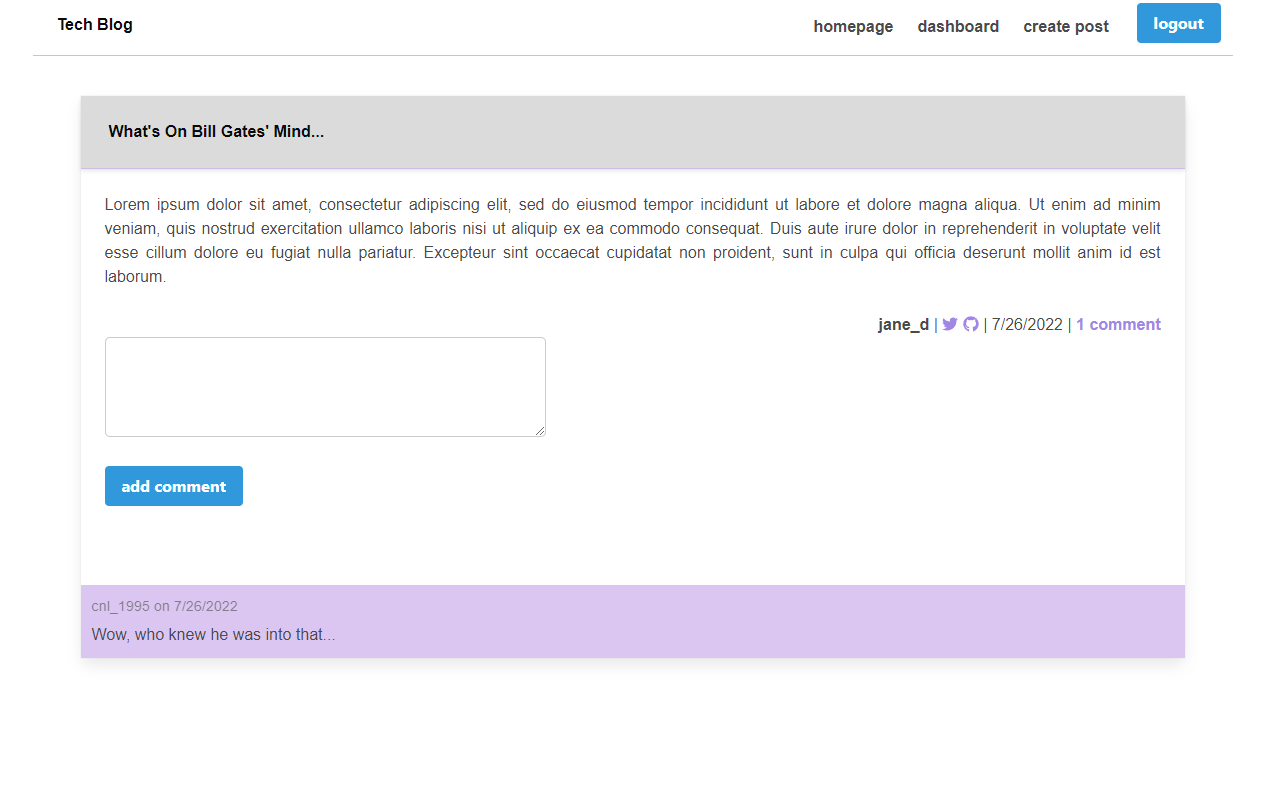 Tech Blog homepage dashboard create post logout
What's On Bill Gates' Mind...
Lorem ipsum dolor sit amet, consectetur adipiscing elit, sed do eiusmod tempor incididunt ut labore et dolore magna aliqua. Ut enim ad minim
veniam, quis nostrud exercitation ullamco laboris nisi ut aliquip ex ea commodo consequat. Duis aute irure dolor in reprehenderit in voluptate velit
esse cillum dolore eu fugiat nulla pariatur. Excepteur sint occaecat cupidatat non proident, sunt in culpa qui officia deserunt mollit anim id est
laborum.
jane_d | | 7/26/2022 | 1 comment
add comment
cnl_1995 on 7/26/2022
Wow, who knew he was into that...